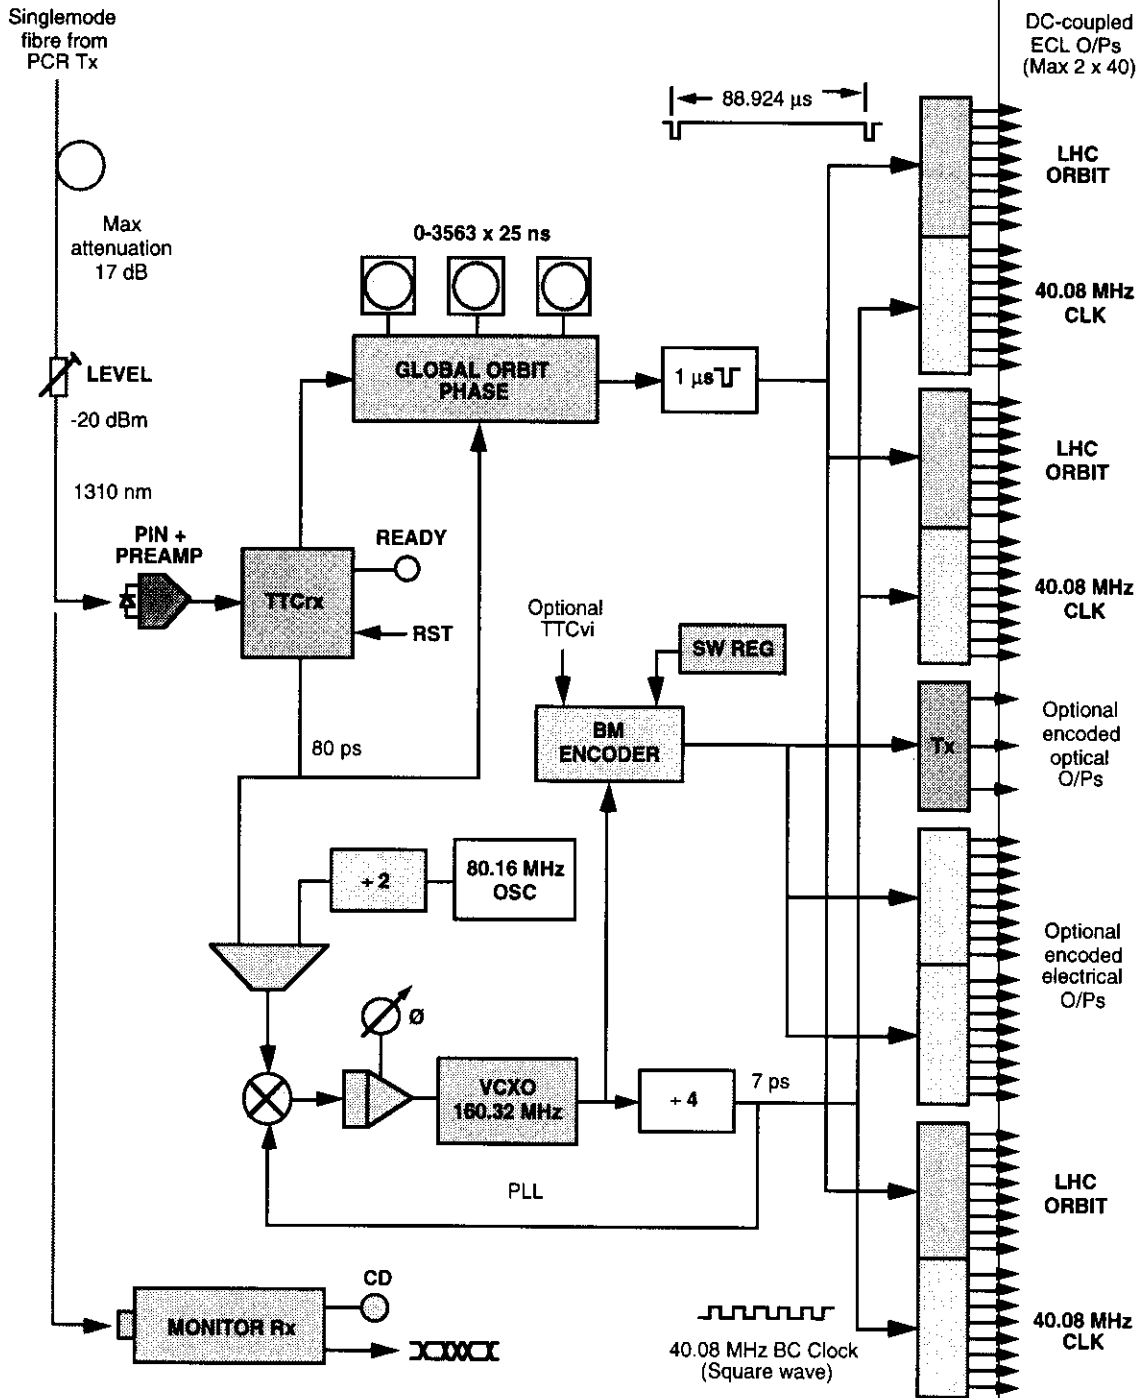 Singlemode
fibre from
PCR Tx
DC-coupled
ECL O/Ps
(Max 2 x 40)
88.924 µs
LHC
ORBIT
Max
attenuation
17 dB
0-3563 x 25 ns
40.08 MHz
CLK
LEVEL
GLOBAL ORBIT
PHASE
1 µs
-20 dBm
LHC
ORBIT
1310 nm
PIN +
PREAMP
READY
TTCrx
RST
Optional
TTCvi
SW REG
40.08 MHz
CLK
BM
ENCODER
Tx
Optional
encoded
optical
O/Ps
80 ps
÷ 2
80.16 MHz
OSC
Optional
encoded
electrical
O/Ps
Ø
VCXO
160.32 MHz
÷ 4
7 ps
PLL
LHC
ORBIT
CD
MONITOR Rx
40.08 MHz BC Clock
(Square wave)
40.08 MHz
CLK